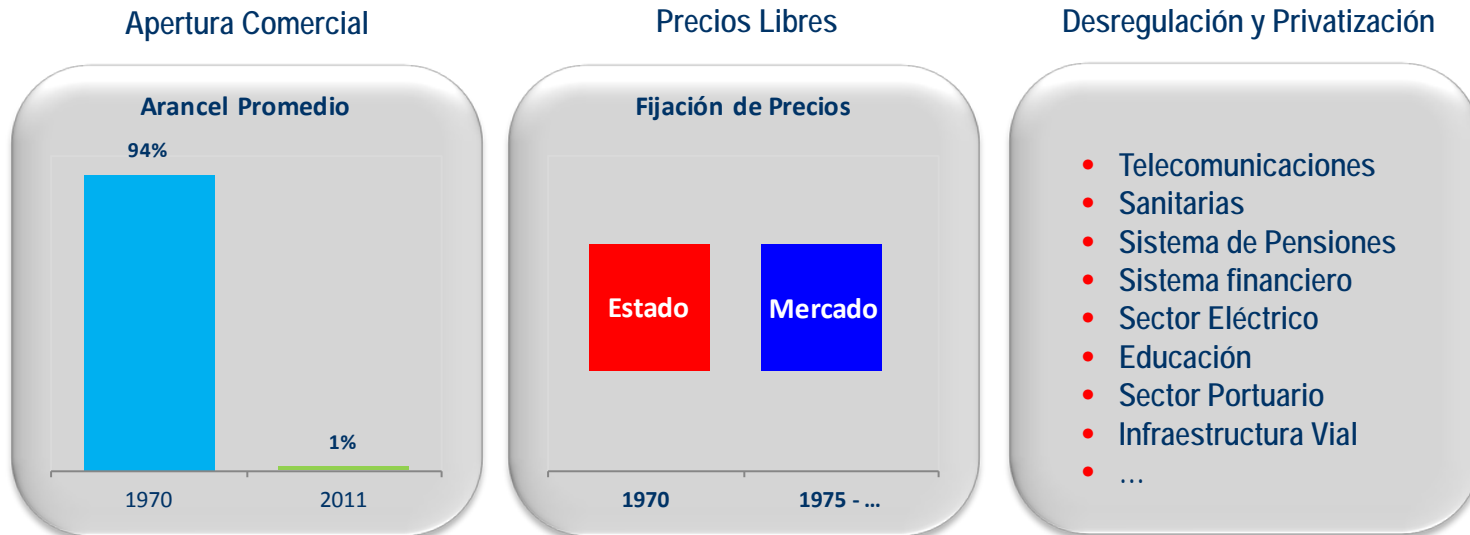 Apertura Comercial
Arancel Promedio
94%
1%
1970
2011
Precios Libres
Fijación de Precios
Estado
Mercado
1970
1975 - ...
Desregulación y Privatización
• Telecomunicaciones
• Sanitarias
• Sistema de Pensiones
• Sistema financiero
• Sector Eléctrico
• Educación
• Sector Portuario
• Infraestructura Vial
• ...